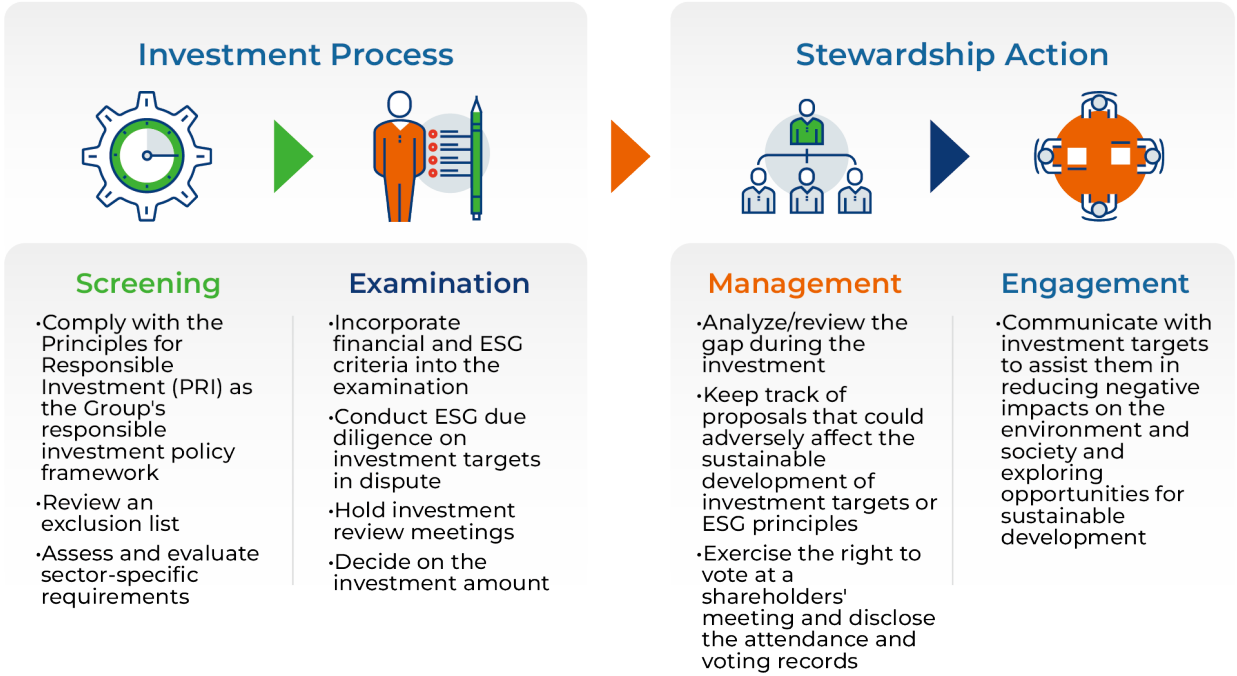 Investment Process
Stewardship Action
Screening
·Comply with the
Principles for
Responsible
Investment (PRI) as
the Group's
responsible
investment policy
framework
·Review an
exclusion list
·Assess and evaluate
sector-specific
requirements
Examination
·Incorporate
financial and ESG
criteria into the
examination
·Conduct ESG due
diligence on
investment targets
in dispute
·Hold investment
review meetings
·Decide on the
investment amount
Management
·Analyze/review the
gap during the
investment
·Keep track of
proposals that could
adversely affect the
sustainable
development of
investment targets or
ESG principles
·Exercise the right to
vote at a
shareholders'
meeting and disclose
the attendance and
voting records
Engagement
·Communicate with
investment targets
to assist them in
reducing negative
impacts on the
environment and
society and
exploring
opportunities for
sustainable
development